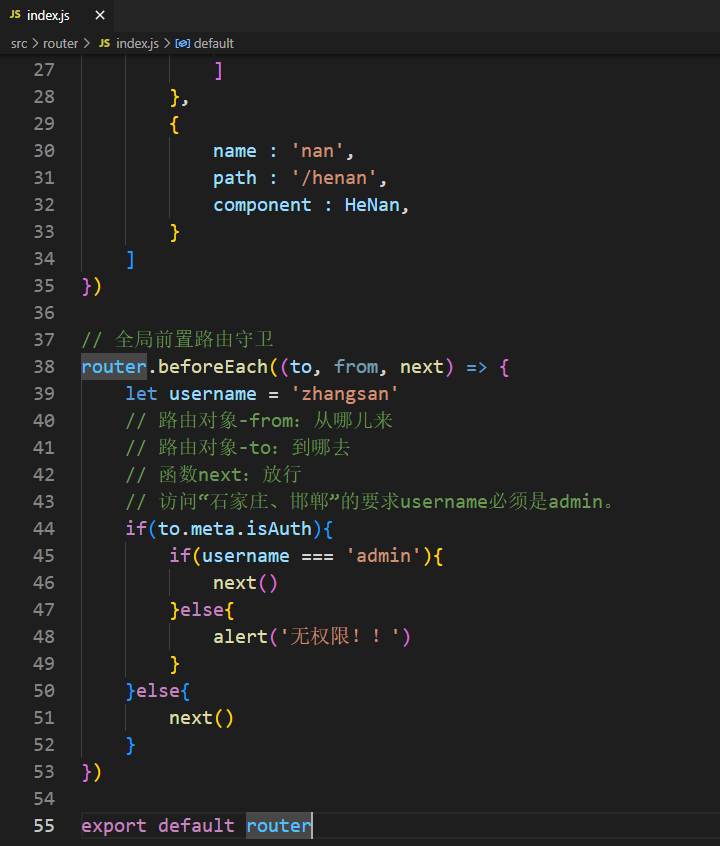 JS index.js ×
src > router > JS index.js > default
27 ]
28 },
29 {
30 name : 'nan',
31 path : '/henan',
32 component : HeNan,
33 }
34 ]
35 })
36
37 // 全局前置路由守卫
38 router.beforeEach((to, from, next) => {
39 let username = 'zhangsan'
40 // 路由对象-from：从哪儿来
41 // 路由对象-to：到哪去
42 // 函数next：放行
43 // 访问“石家庄、邯郸”的要求username必须是admin。
44 if(to.meta.isAuth){
45 if(username === 'admin'){
46 next()
47 }else{
48 alert('无权限！！')
49 }
50 }else{
51 next()
52 }
53 })
54
55 export default router